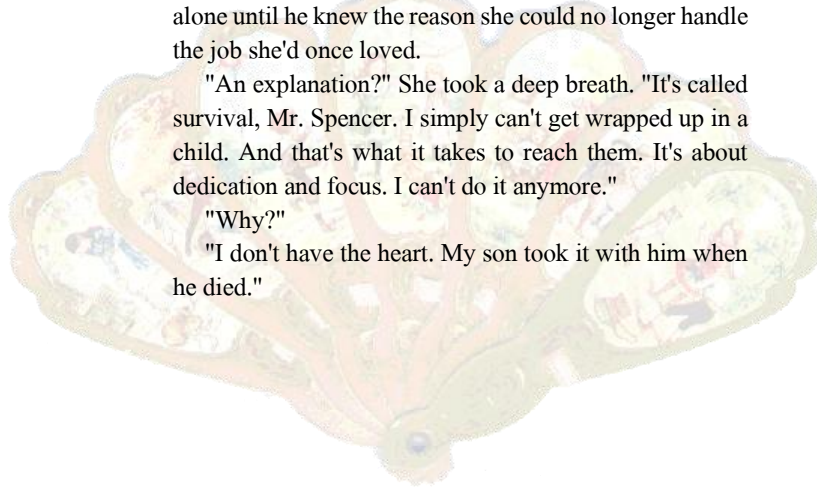 alone until he knew the reason she could no longer handle
the job she'd once loved.
"An explanation?" She took a deep breath. "It's called
survival, Mr. Spencer. I simply can't get wrapped up in a
child. And that's what it takes to reach them. It's about
dedication and focus. I can't do it anymore."
"Why?"
"I don't have the heart. My son took it with him when
he died."